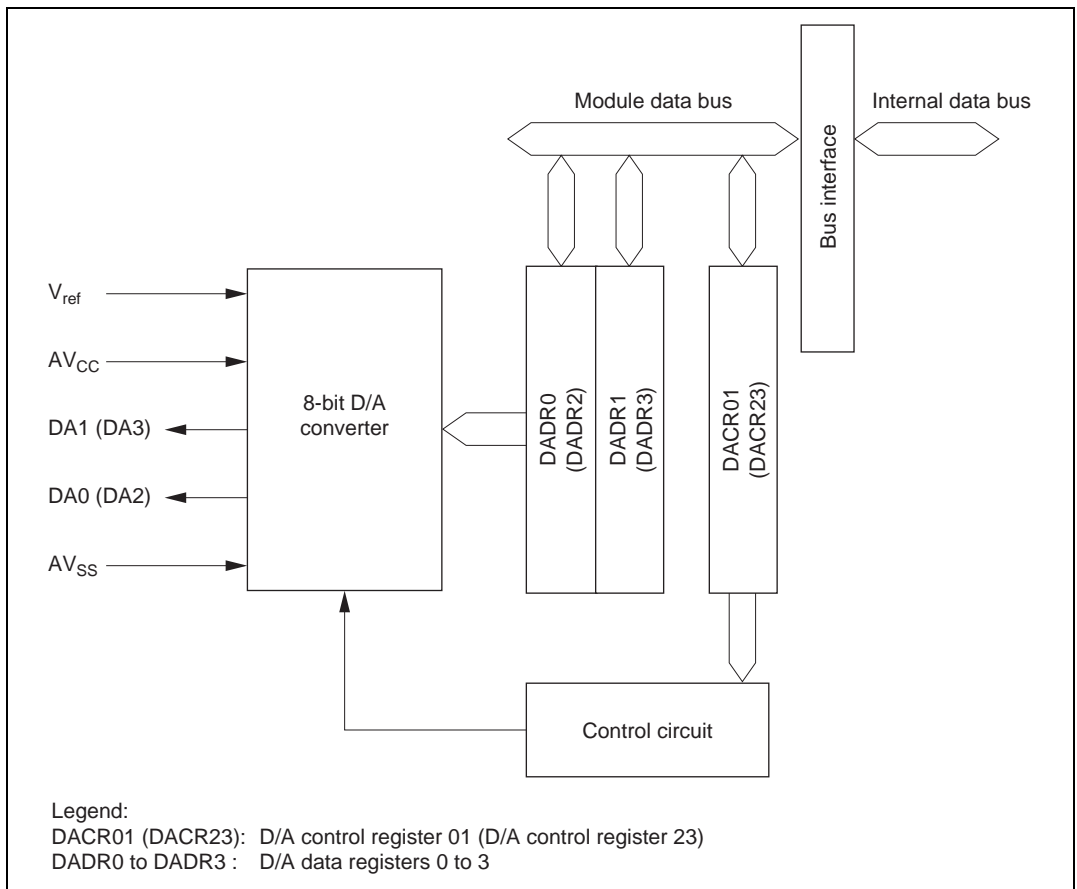 Module data bus
Internal data bus
Bus interface
Vref
AVCC
DA1 (DA3)
DA0 (DA2)
AVSS
8-bit D/A
converter
DADR0
(DADR2)
DADR1
(DADR3)
DACR01
(DACR23)
Control circuit
Legend:
DACR01 (DACR23): D/A control register 01 (D/A control register 23)
DADR0 to DADR3 : D/A data registers 0 to 3